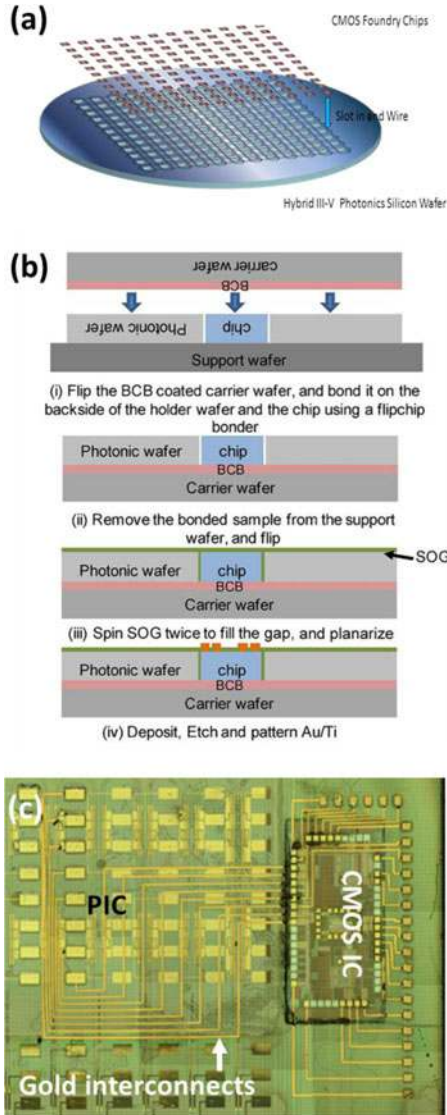 (a)
CMOS Foundry Chips
Slot in and Wire
Hybrid III-V Photonics Silicon Wafer
(b)
carrier wafer
BCB
Photonic wafer
chip
Support wafer
(i) Flip the BCB coated carrier wafer, and bond it on the
backside of the holder wafer and the chip using a flipchip
bonder
Photonic wafer
chip
BCB
Carrier wafer
(ii) Remove the bonded sample from the support
wafer, and flip
SOG
Photonic wafer
chip
BCB
Carrier wafer
(iii) Spin SOG twice to fill the gap, and planarize
Photonic wafer
chip
BCB
Carrier wafer
(iv) Deposit, Etch and pattern Au/Ti
(c)
PIC
CMOS IC
Gold interconnects